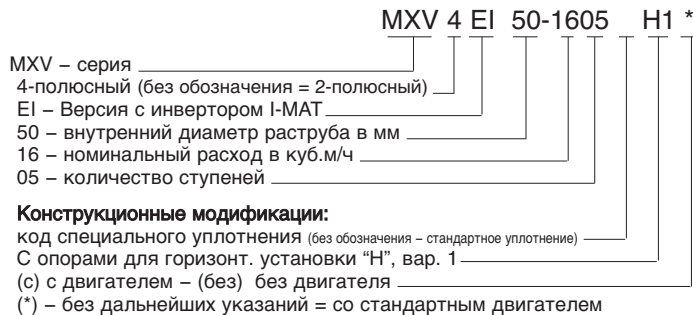 MXV 4 EI 50-1605 H1 *
MXV – серия
4-полюсный (без обозначения = 2-полюсный)
EI – Версия с инвертором I-MAT
50 – внутренний диаметр раструба в мм
16 – номинальный расход в куб.м/ч
05 – количество ступеней
Конструкционные модификации:
код специального уплотнения (без обозначения – стандартное уплотнение)
С опорами для горизонт. установки “Н”, вар. 1
(с) с двигателем – (без) без двигателя
(*) – без дальнейших указаний = со стандартным двигателем